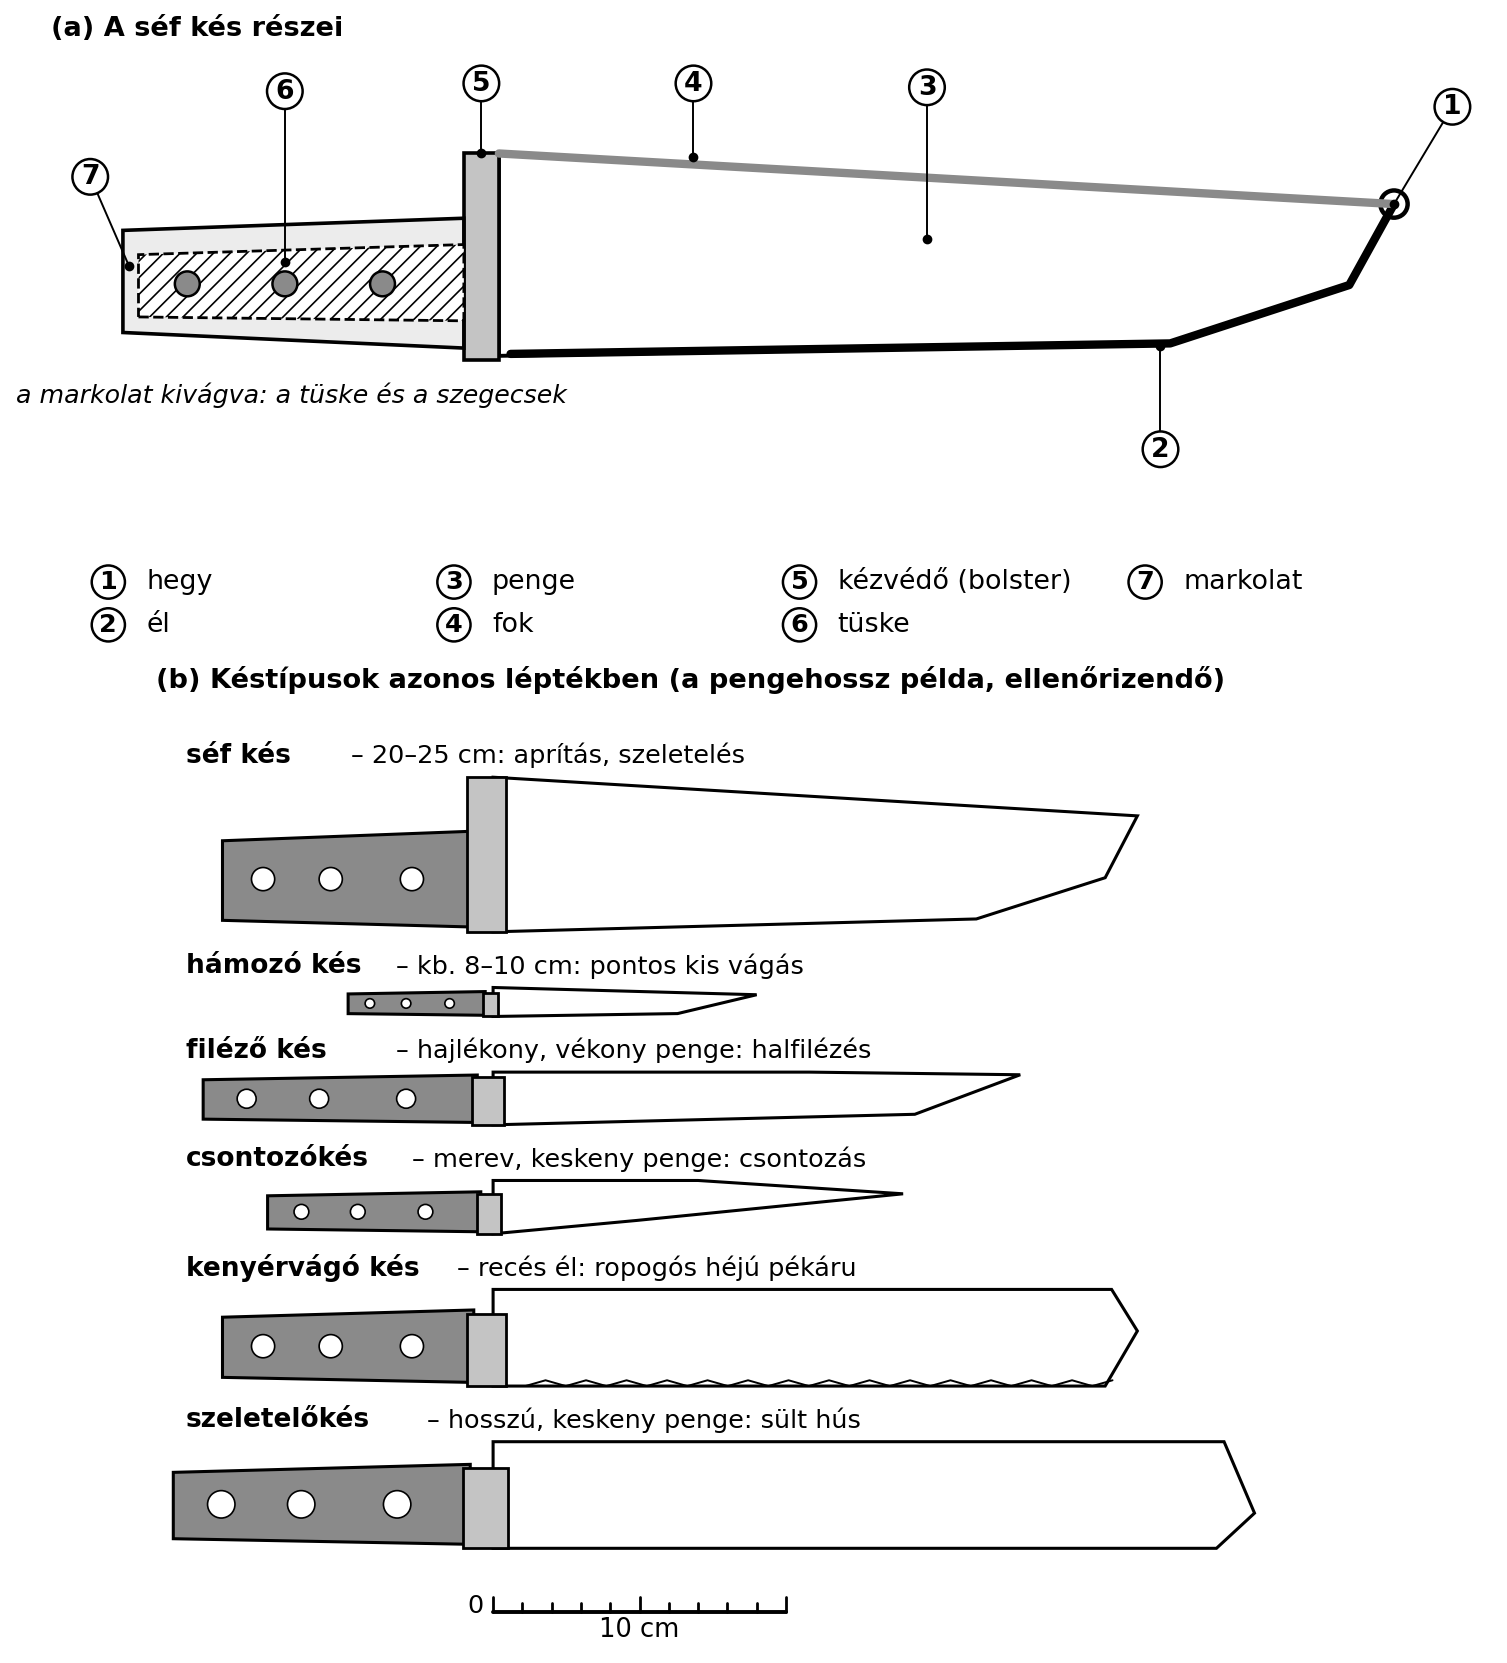 (a) A séf kés részei
1
3
4
5
6
7
a markolat kivágva: a tüske és a szegecsek
2
1 hegy 3 penge 5 kézvédő (bolster) 7 markolat
2 él 4 fok 6 tüske
(b) Késtípusok azonos léptékben (a pengehossz példa, ellenőrizendő)
séf kés – 20–25 cm: aprítás, szeletelés
hámozó kés – kb. 8–10 cm: pontos kis vágás
filéző kés – hajlékony, vékony penge: halfilézés
csontozókés – merev, keskeny penge: csontozás
kenyérvágó kés – recés él: ropogós héjú pékáru
szeletelőkés – hosszú, keskeny penge: sült hús
0
10 cm